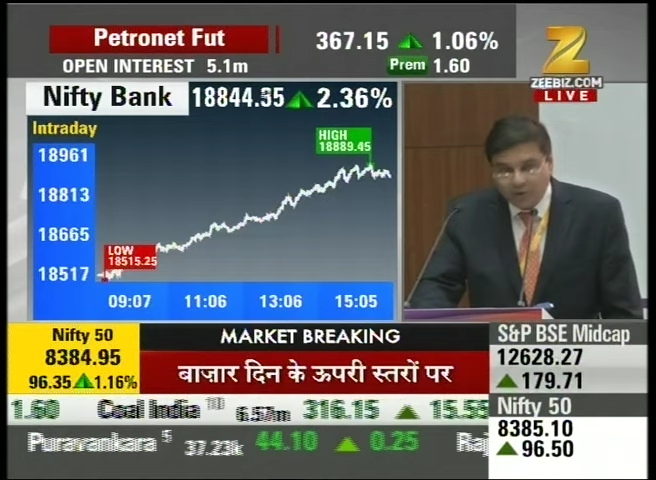 Petronet Fut 367.15 ▲ 1.06%
OPEN INTEREST 5.1m Prem 1.60
Z
ZEEBIZ.COM
LIVE
Nifty Bank 18844.35 ▲ 2.36%
Intraday
HIGH
18889.45
18961
18813
18665
LOW
18515.25
18517
09:07 11:06 13:06 15:05
Nifty 50
8384.95
96.35 ▲ 1.16%
MARKET BREAKING
बाज़ार दिन के ऊपरी स्तरों पर
S&P BSE Midcap
12628.27
▲ 179.71
Nifty 50
8385.10
▲ 96.50
1.60 Coal India 6.57m 316.15 ▲ 15.55
Puravankara 5 37.23k 44.10 ▲ 0.25 Raj